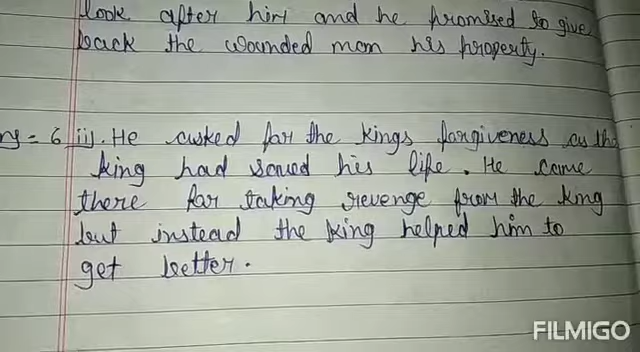 look after him and he promised to give
back the wounded man his property.
ny = 6 ii). He asked for the kings forgiveness as the
king had saved his life. He came
there for taking revenge from the king
but instead the king helped him to
get better.
FILMIGO